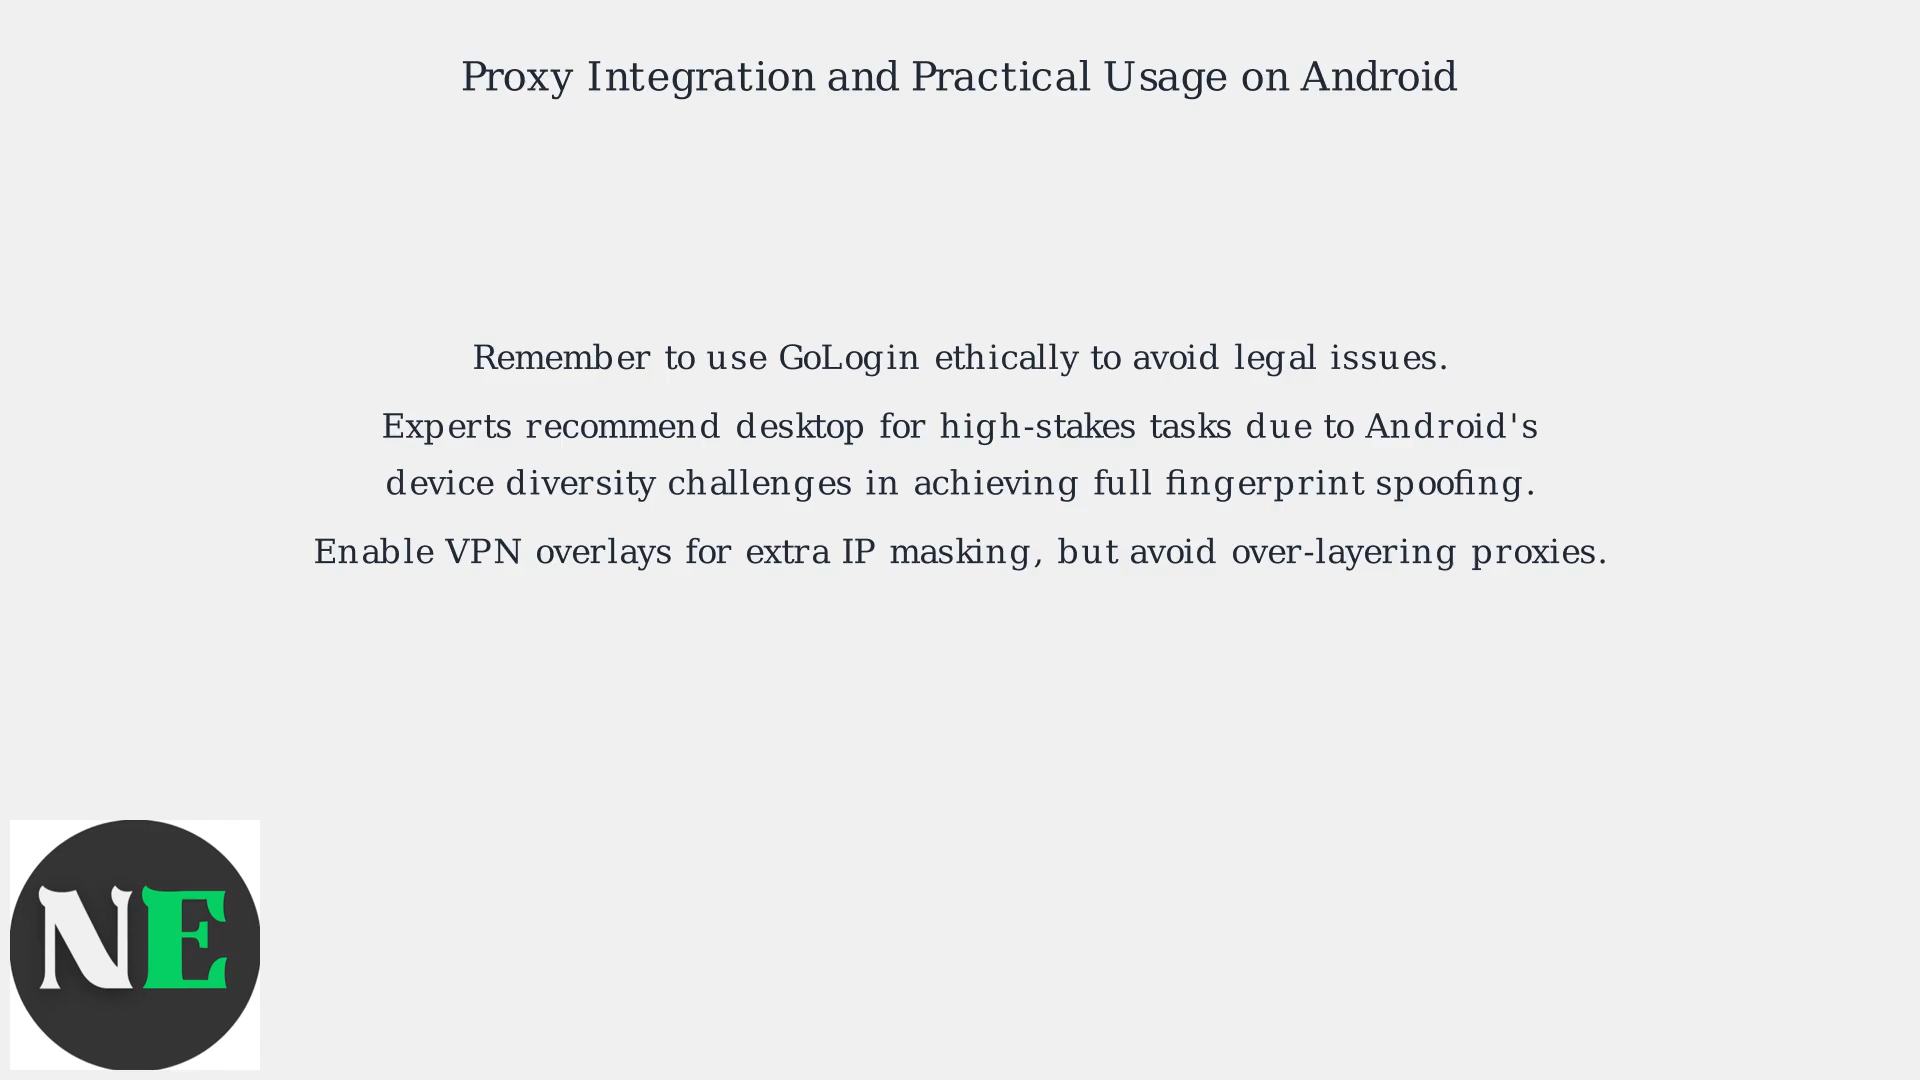 Proxy Integration and Practical Usage on Android
Remember to use GoLogin ethically to avoid legal issues.
Experts recommend desktop for high-stakes tasks due to Android's
device diversity challenges in achieving full fingerprint spoofing.
Enable VPN overlays for extra IP masking, but avoid over-layering proxies.
NE